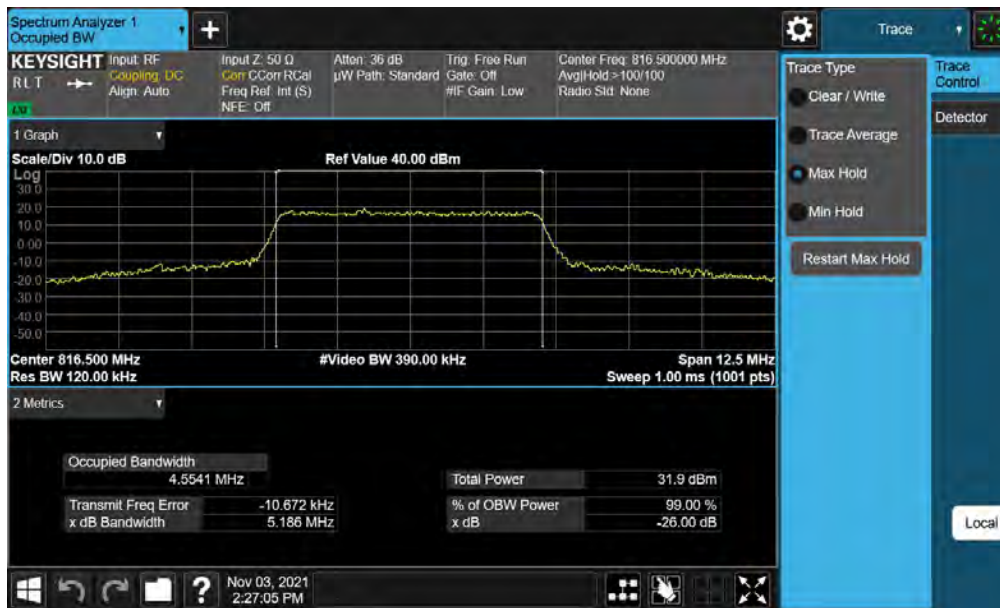 Spectrum Analyzer 1
Occupied BW
+
Trace
KEYSIGHT
RLT
LXI
Input: RF
Coupling: DC
Align: Auto
Input Z: 50 Ω
Corr CCorr RCal
Freq Ref: Int (S)
NFE: Off
Atten: 36 dB
µW Path: Standard
Trig: Free Run
Gate: Off
#IF Gain: Low
Center Freq: 816.500000 MHz
Avg|Hold:>100/100
Radio Std: None
Trace Type
Clear / Write
Trace Average
Max Hold
Min Hold
Restart Max Hold
Trace
Control
Detector
Local
1 Graph
Scale/Div 10.0 dB
Ref Value 40.00 dBm
Log
30.0
20.0
10.0
0.00
-10.0
-20.0
-30.0
-40.0
-50.0
Center 816.500 MHz
#Video BW 390.00 kHz
Span 12.5 MHz
Res BW 120.00 kHz
Sweep 1.00 ms (1001 pts)
2 Metrics
Occupied Bandwidth
4.5541 MHz
Total Power 31.9 dBm
Transmit Freq Error -10.672 kHz
% of OBW Power 99.00 %
x dB Bandwidth 5.186 MHz
x dB -26.00 dB
?
Nov 03, 2021
2:27:05 PM